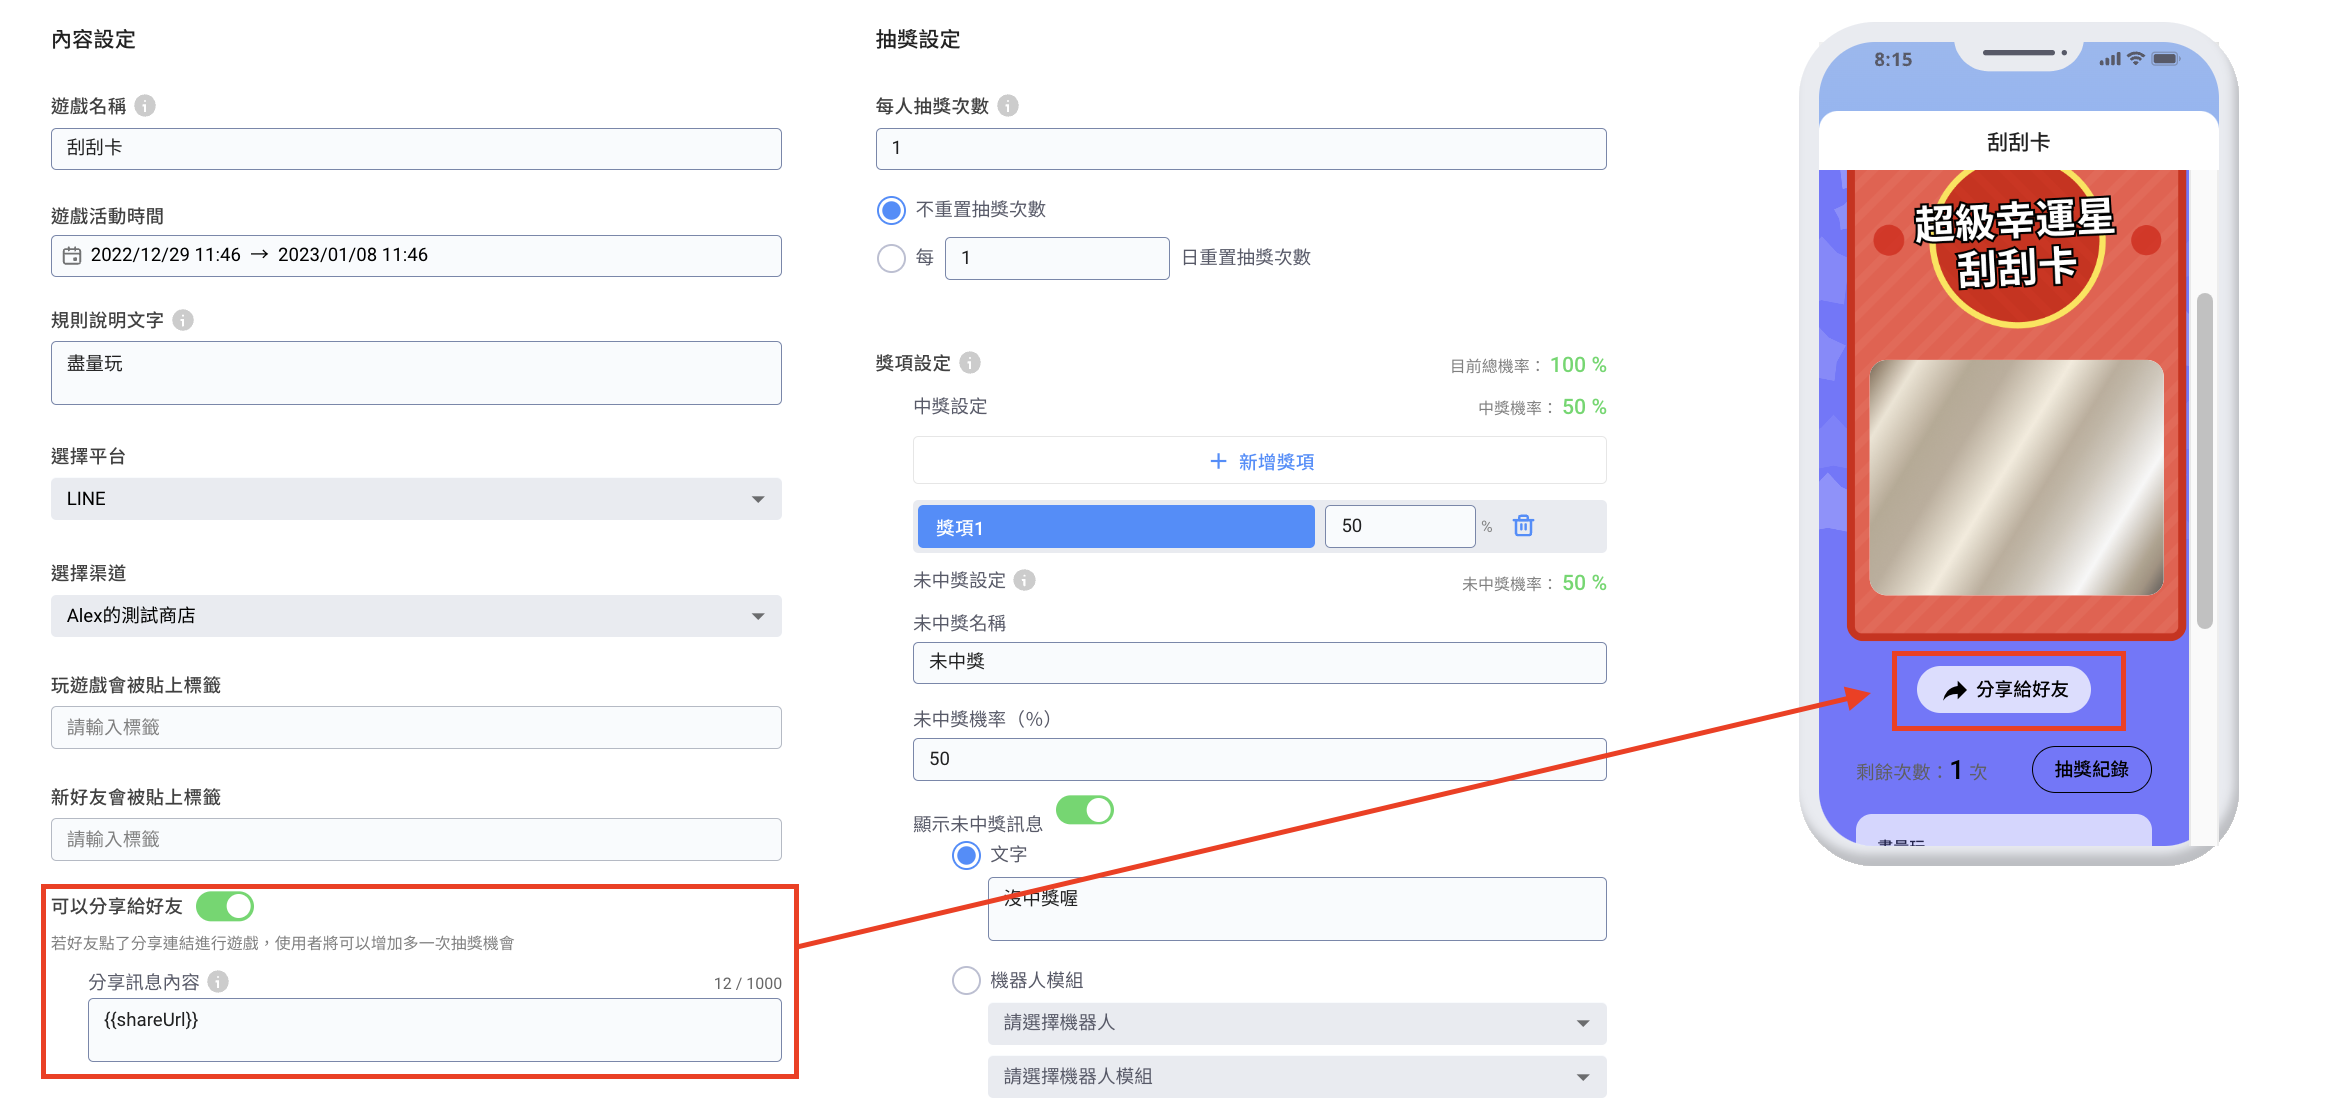 內容設定
遊戲名稱
刮刮卡
遊戲活動時間
2022/12/29 11:46 → 2023/01/08 11:46
規則說明文字
盡量玩
選擇平台
LINE
選擇渠道
Alex的測試商店
玩遊戲會被貼上標籤
請輸入標籤
新好友會被貼上標籤
請輸入標籤
可以分享給好友
若好友點了分享連結進行遊戲，使用者將可以增加多一次抽獎機會
分享訊息內容
12 / 1000
{{shareUrl}}
抽獎設定
每人抽獎次數
1
不重置抽獎次數
每 1 日重置抽獎次數
獎項設定
目前總機率： 100 %
中獎設定
中獎機率： 50 %
+ 新增獎項
獎項1 50 %
未中獎設定
未中獎機率： 50 %
未中獎名稱
未中獎
未中獎機率（%）
50
顯示未中獎訊息
文字
沒中獎喔
機器人模組
請選擇機器人
請選擇機器人模組
8:15
刮刮卡
超級幸運星
刮刮卡
分享給好友
剩餘次數：1 次
抽獎紀錄
盡量玩